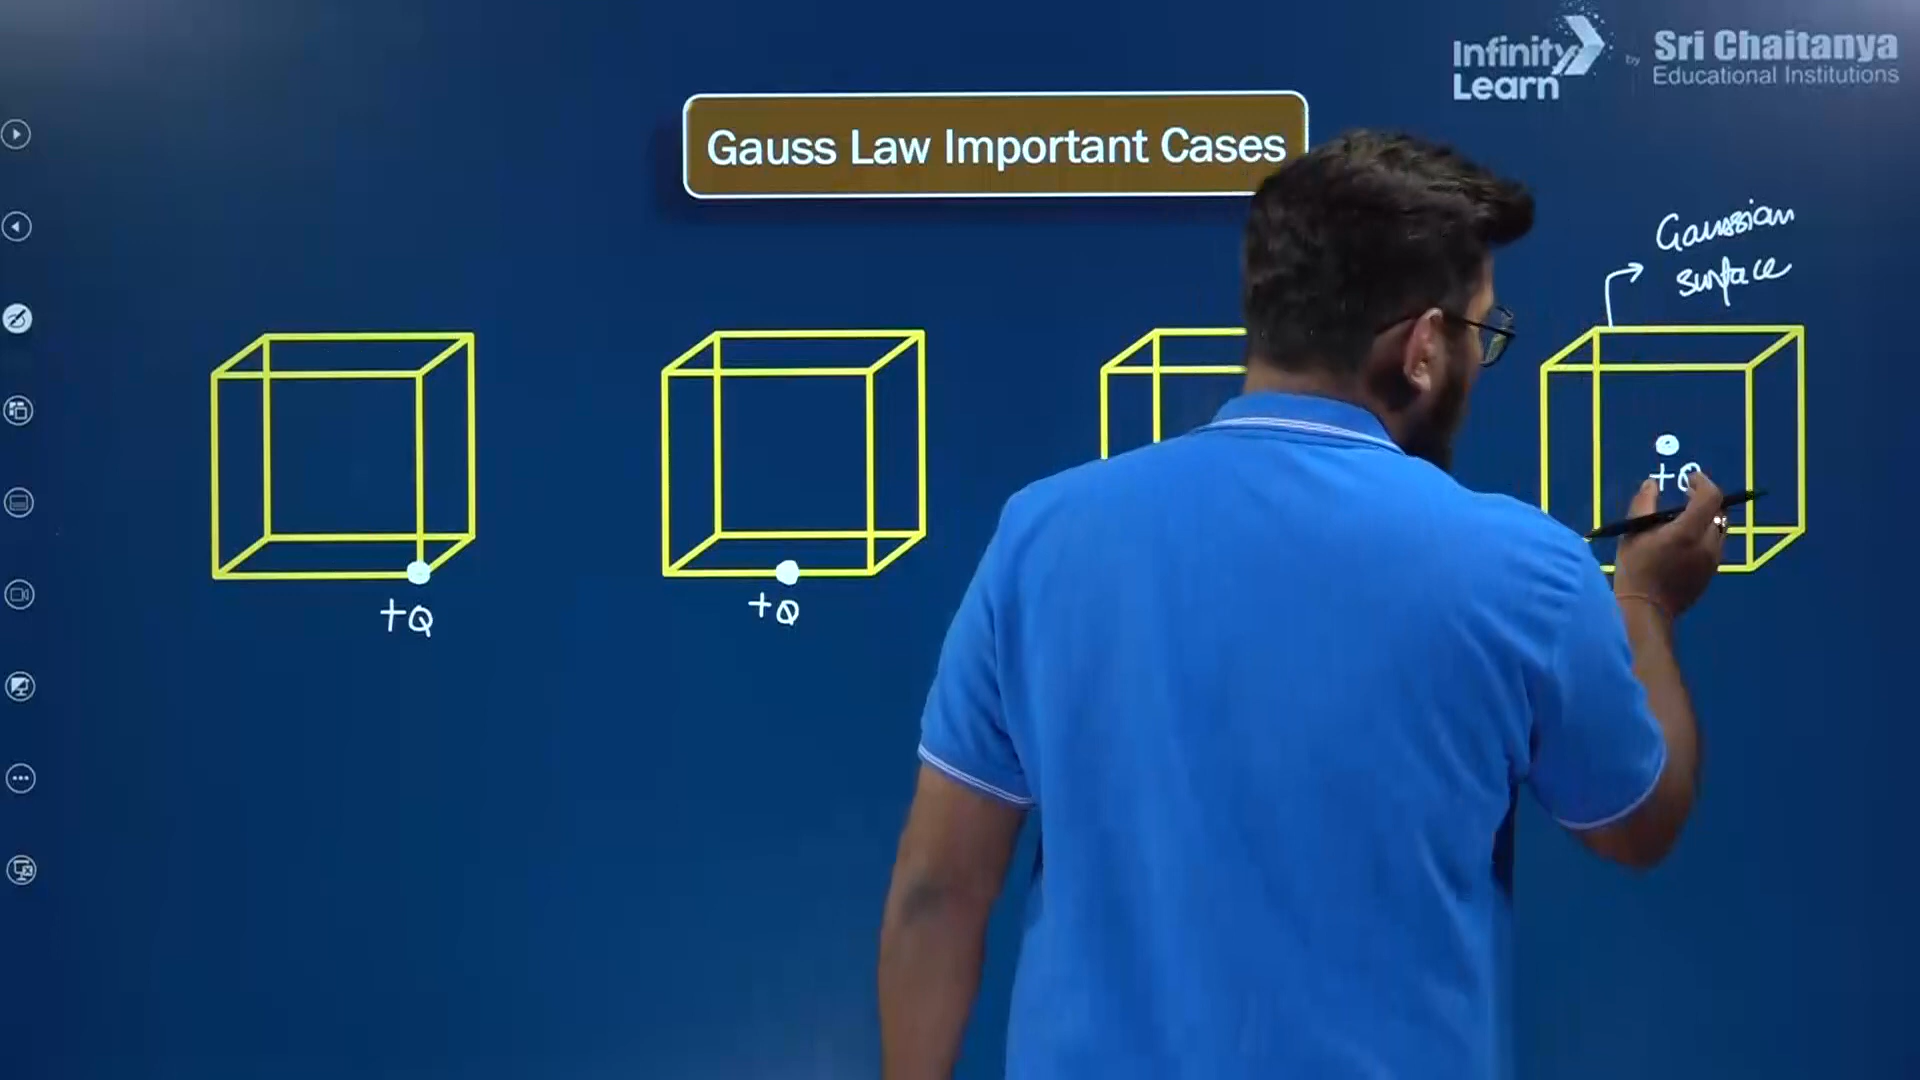 Infinity
Learn
by
Sri Chaitanya
Educational Institutions
Gauss Law Important Cases
Gaussian
surface
+Q
+Q
+Q